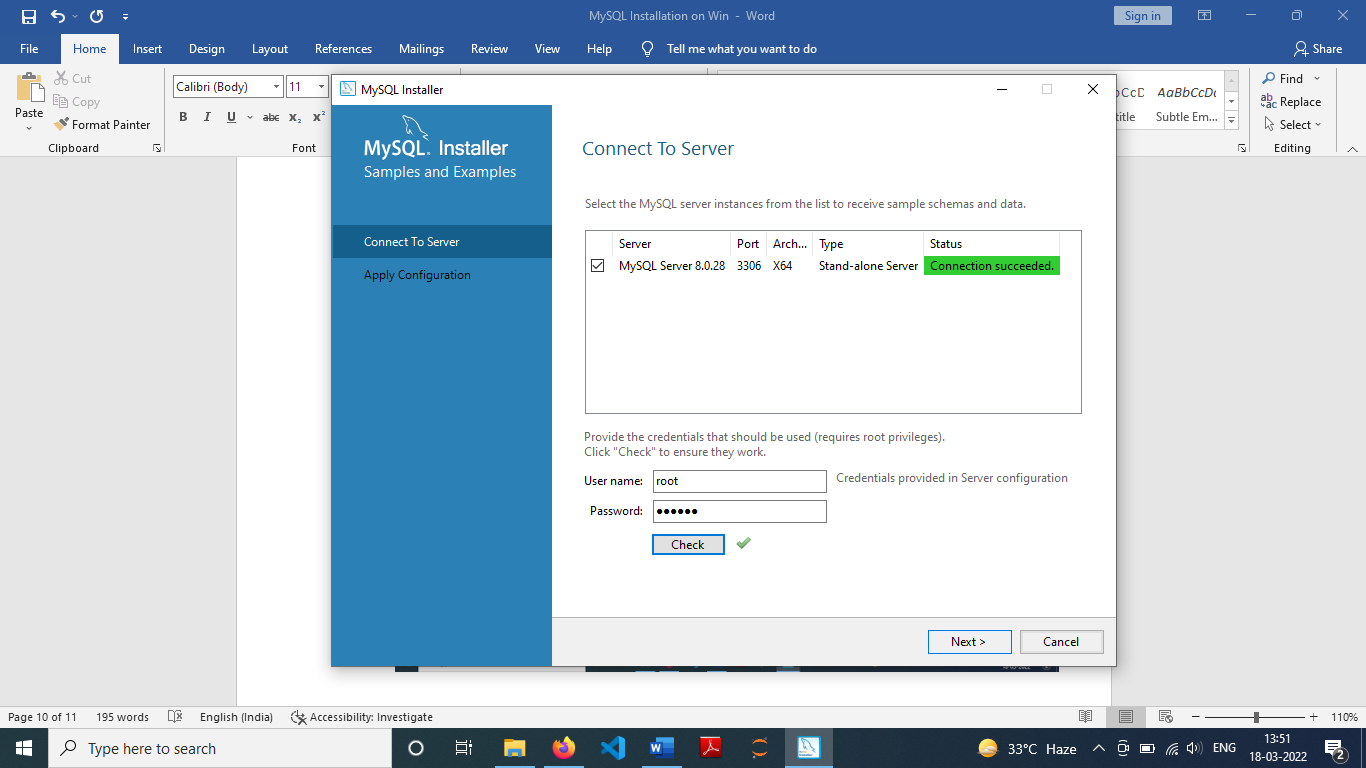 MySQL Installation on Win - Word
Sign in
File Home Insert Design Layout References Mailings Review View Help Tell me what you want to do Share
Paste
Cut
Copy
Format Painter
Clipboard
Calibri (Body) 11
B I U abc x₂ x²
Font
AaBbCcDc
Subtle Em...
Find
Replace
Select
Editing
MySQL Installer
MySQL. Installer
Samples and Examples
Connect To Server
Apply Configuration
Connect To Server
Select the MySQL server instances from the list to receive sample schemas and data.
Server Port Arch... Type Status
MySQL Server 8.0.28 3306 X64 Stand-alone Server Connection succeeded.
Provide the credentials that should be used (requires root privileges).
Click "Check" to ensure they work.
User name: root Credentials provided in Server configuration
Password: ●●●●●●
Check
Next > Cancel
Page 10 of 11 195 words English (India) Accessibility: Investigate 110%
Type here to search
33°C Haze
ENG
13:51
18-03-2022
2